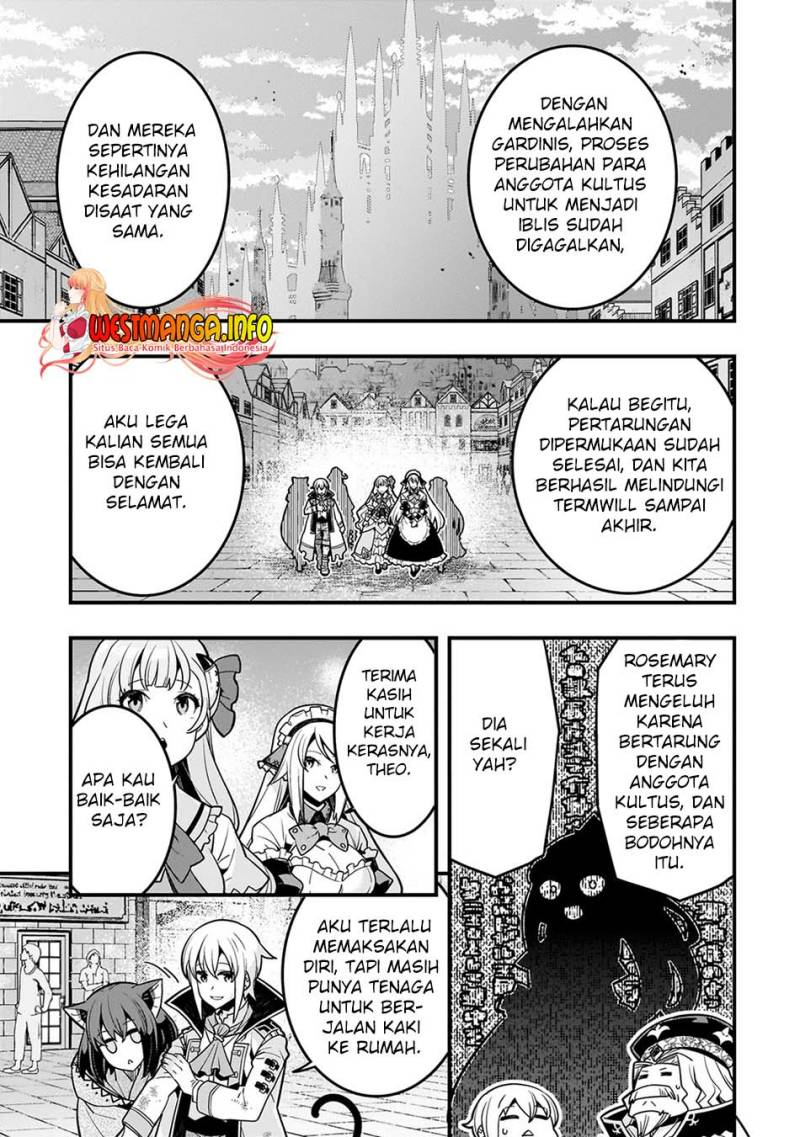 DENGAN
MENGALAHKAN
GARDINIS, PROSES
PERUBAHAN PARA
ANGGOTA KULTUS
UNTUK MENJADI
IBLIS SUDAH
DIGAGALKAN,
DAN MEREKA
SEPERTINYA
KEHILANGAN
KESADARAN
DISAAT YANG
SAMA.
WESTMANGA.INFO
Situs Baca Komik Berbahasa Indonesia
KALAU BEGITU,
PERTARUNGAN
DIPERMUKAAN SUDAH
SELESAI, DAN KITA
BERHASIL MELINDUNGI
TERMWILL SAMPAI
AKHIR.
AKU LEGA
KALIAN SEMUA
BISA KEMBALI
DENGAN
SELAMAT.
ROSEMARY
TERUS
MENGELUH
KARENA
BERTARUNG
DENGAN
ANGGOTA
KULTUS, DAN
SEBERAPA
BODOHNYA
ITU.
DIA
SEKALI
YAH?
TERIMA
KASIH
UNTUK
KERJA
KERASNYA,
THEO.
APA KAU
BAIK-BAIK
SAJA?
AKU TERLALU
MEMAKSAKAN
DIRI, TAPI MASIH
PUNYA TENAGA
UNTUK BER-
JALAN KAKI
KE RUMAH.